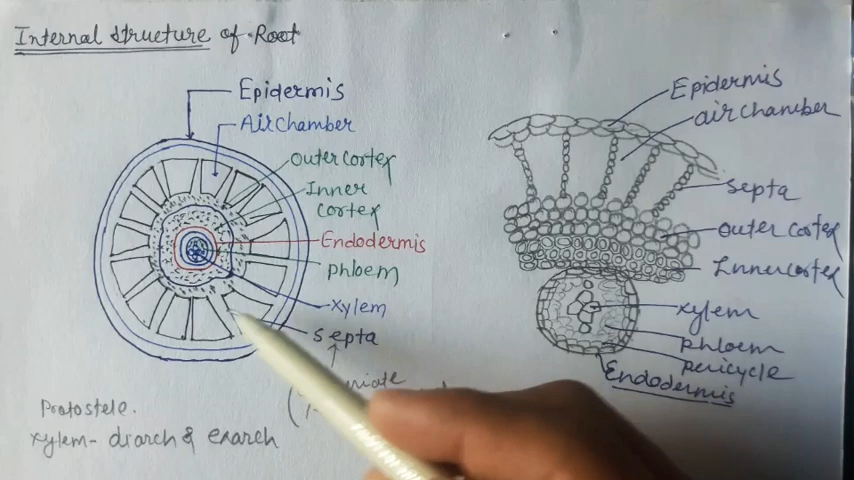 Internal structure of Root
Epidermis
Air chamber
outer cortex
Inner
cortex
Endodermis
phloem
xylem
septa
Protostele.
xylem- diarch & exarch
Epidermis
air chamber
septa
outer cortex
Inner cortex
xylem
phloem
pericycle
Endodermis